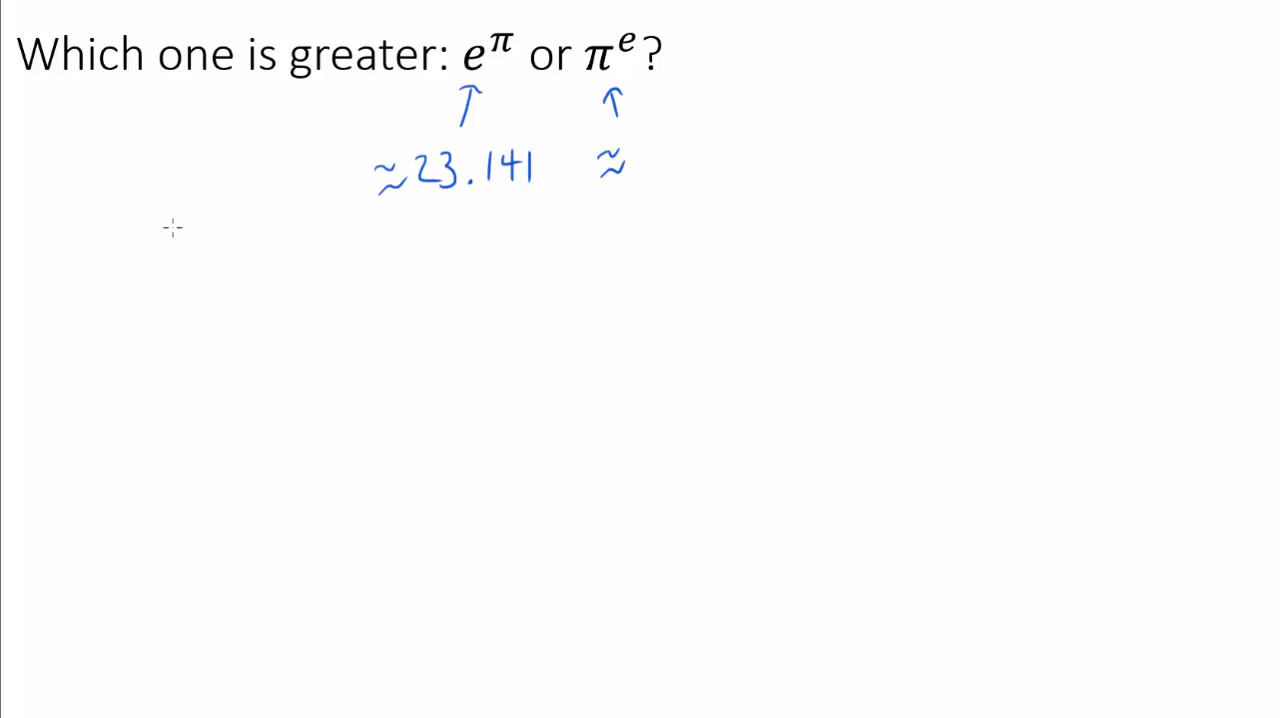 Which one is greater: e^π or π^e?
↑ ↑
≈23.141 ≈